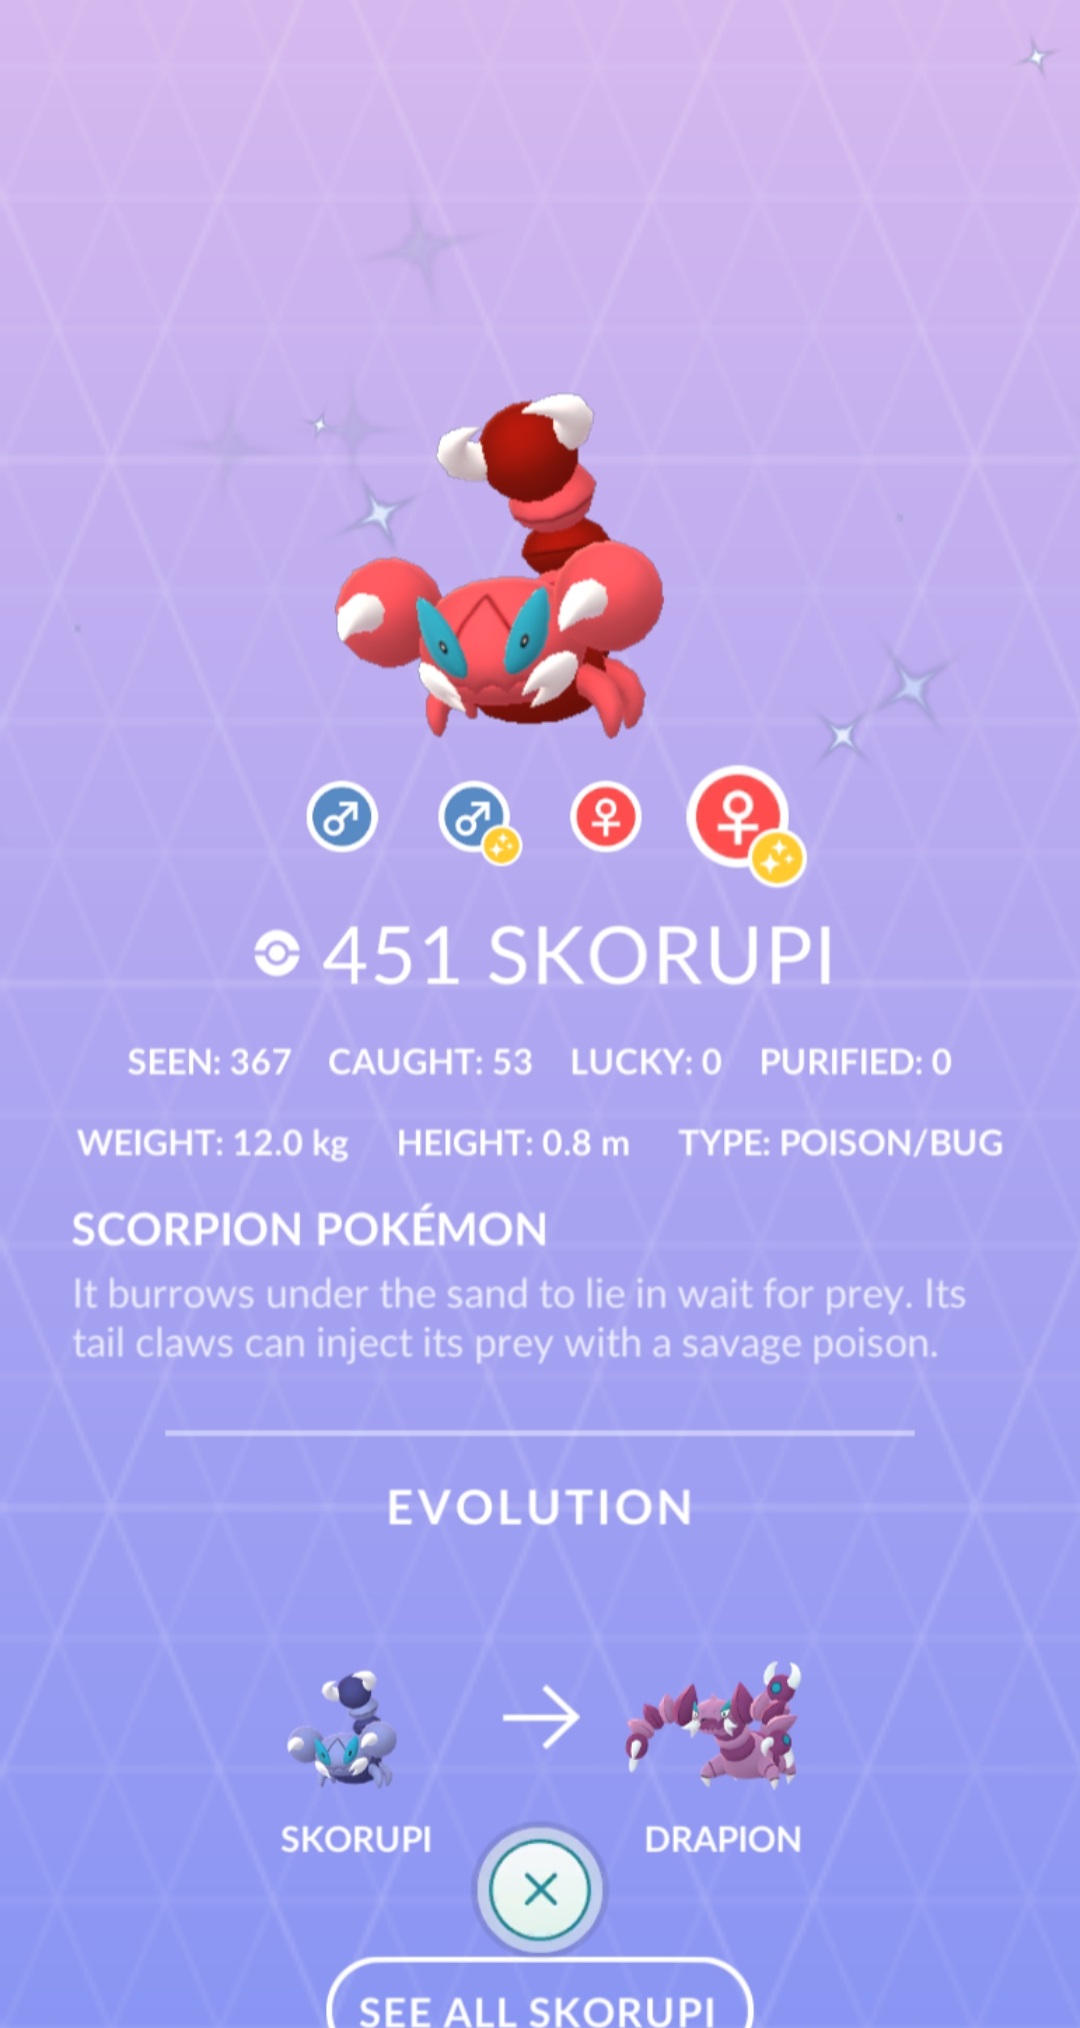 451 SKORUPI
SEEN: 367 CAUGHT: 53 LUCKY: 0 PURIFIED: 0
WEIGHT: 12.0 kg HEIGHT: 0.8 m TYPE: POISON/BUG
SCORPION POKÉMON
It burrows under the sand to lie in wait for prey. Its
tail claws can inject its prey with a savage poison.
EVOLUTION
SKORUPI DRAPION
SEE ALL SKORUPI